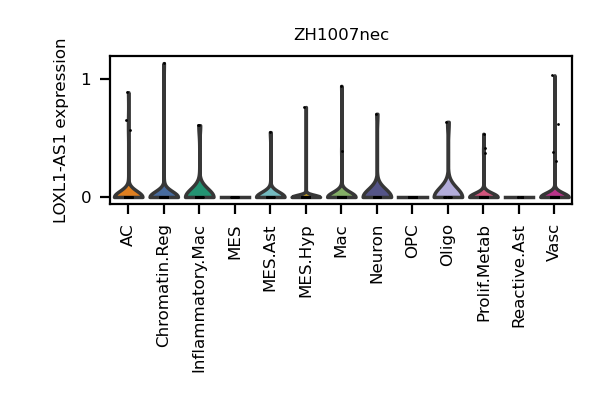 ZH1007nec
LOXL1-AS1 expression
1
0
AC
Chromatin.Reg
Inflammatory.Mac
MES
MES.Ast
MES.Hyp
Mac
Neuron
OPC
Oligo
Prolif.Metab
Reactive.Ast
Vasc